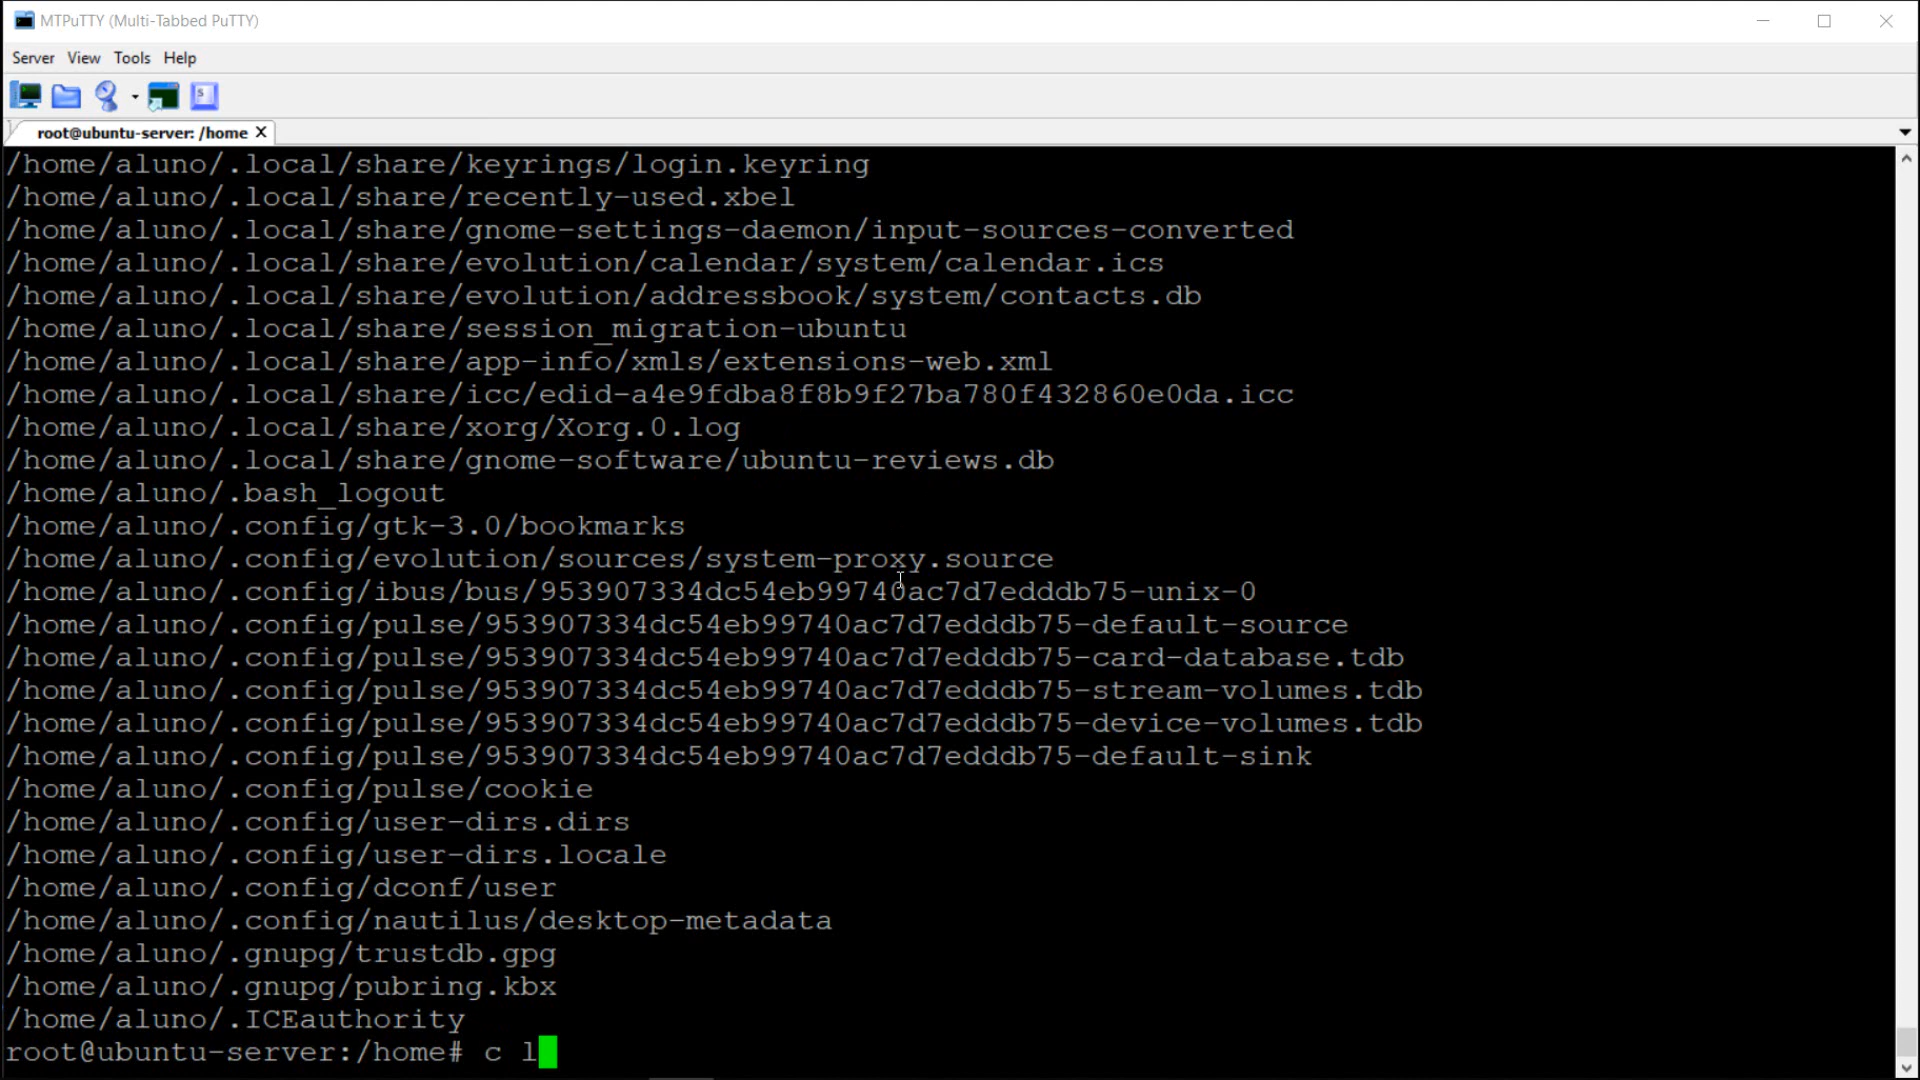 MTPuTTY (Multi-Tabbed PuTTY)
Server View Tools Help
root@ubuntu-server: /home X
/home/aluno/.local/share/keyrings/login.keyring
/home/aluno/.local/share/recently-used.xbel
/home/aluno/.local/share/gnome-settings-daemon/input-sources-converted
/home/aluno/.local/share/evolution/calendar/system/calendar.ics
/home/aluno/.local/share/evolution/addressbook/system/contacts.db
/home/aluno/.local/share/session_migration-ubuntu
/home/aluno/.local/share/app-info/xmls/extensions-web.xml
/home/aluno/.local/share/icc/edid-a4e9fdba8f8b9f27ba780f432860e0da.icc
/home/aluno/.local/share/xorg/Xorg.0.log
/home/aluno/.local/share/gnome-software/ubuntu-reviews.db
/home/aluno/.bash_logout
/home/aluno/.config/gtk-3.0/bookmarks
/home/aluno/.config/evolution/sources/system-proxy.source
/home/aluno/.config/ibus/bus/953907334dc54eb99740ac7d7edddb75-unix-0
/home/aluno/.config/pulse/953907334dc54eb99740ac7d7edddb75-default-source
/home/aluno/.config/pulse/953907334dc54eb99740ac7d7edddb75-card-database.tdb
/home/aluno/.config/pulse/953907334dc54eb99740ac7d7edddb75-stream-volumes.tdb
/home/aluno/.config/pulse/953907334dc54eb99740ac7d7edddb75-device-volumes.tdb
/home/aluno/.config/pulse/953907334dc54eb99740ac7d7edddb75-default-sink
/home/aluno/.config/pulse/cookie
/home/aluno/.config/user-dirs.dirs
/home/aluno/.config/user-dirs.locale
/home/aluno/.config/dconf/user
/home/aluno/.config/nautilus/desktop-metadata
/home/aluno/.gnupg/trustdb.gpg
/home/aluno/.gnupg/pubring.kbx
/home/aluno/.ICEauthority
root@ubuntu-server:/home# c l